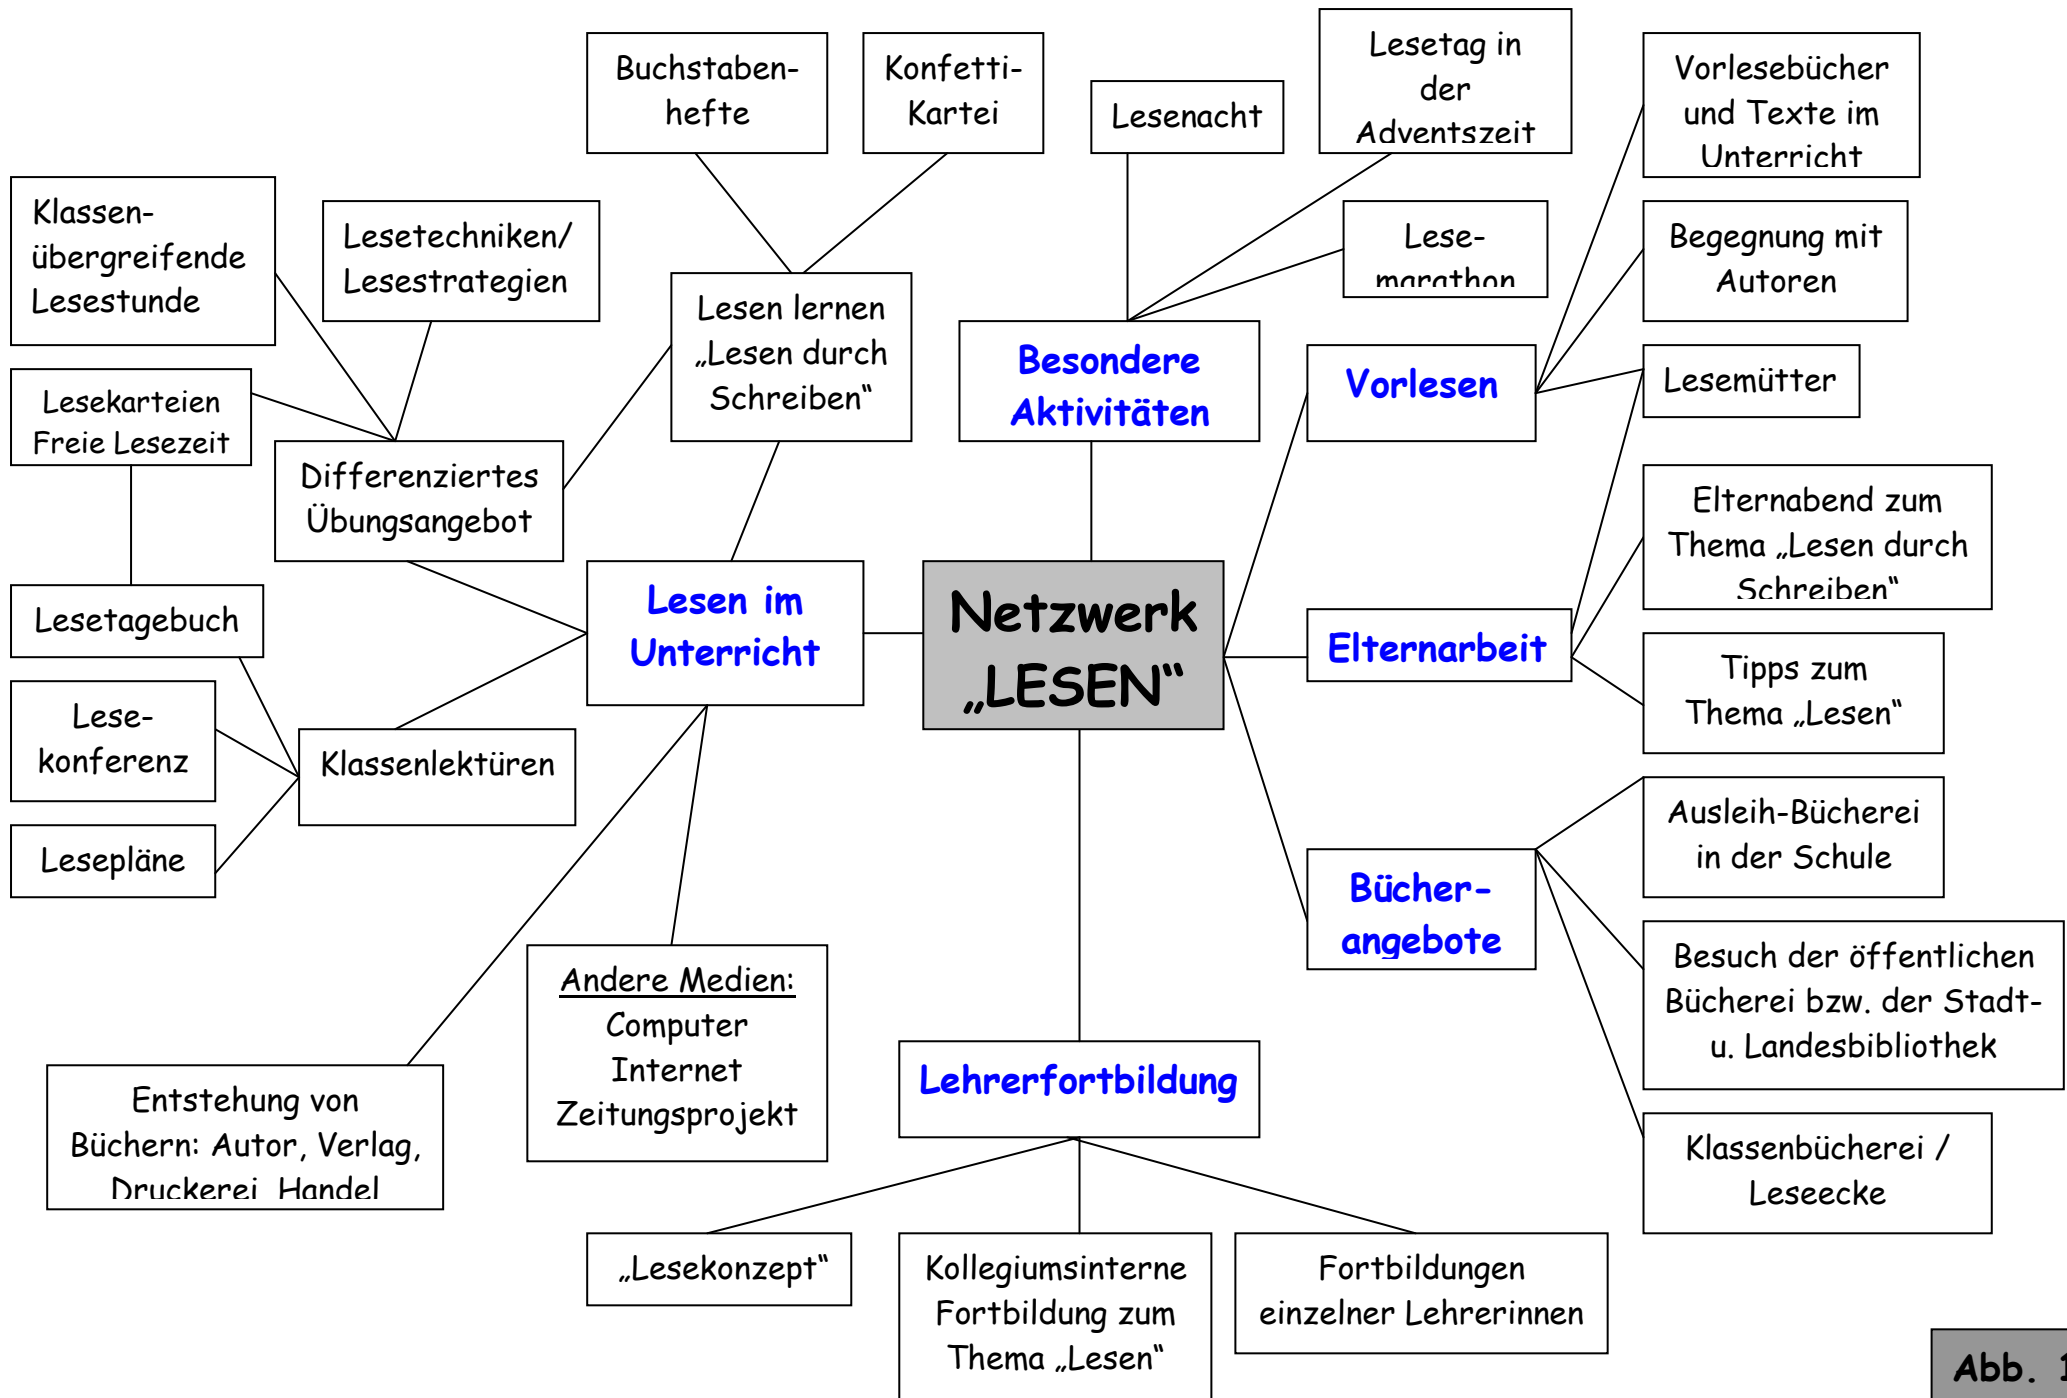 Buchstaben-
hefte
Konfetti-
Kartei
Lesenacht
Lesetag in
der
Adventszeit
Vorlesebücher
und Texte im
Unterricht
Klassen-
übergreifende
Lesestunde
Lesetechniken/
Lesestrategien
Lese-
marathon
Begegnung mit
Autoren
Lesen lernen
„Lesen durch
Schreiben“
Besondere
Aktivitäten
Vorlesen
Lesemütter
Lesekarteien
Freie Lesezeit
Differenziertes
Übungsangebot
Elternabend zum
Thema „Lesen durch
Schreiben“
Lesetagebuch
Lesen im
Unterricht
Netzwerk
„LESEN“
Elternarbeit
Tipps zum
Thema „Lesen“
Lese-
konferenz
Klassenlektüren
Lesepläne
Ausleih-Bücherei
in der Schule
Bücher-
angebote
Besuch der öffentlichen
Bücherei bzw. der Stadt-
u. Landesbibliothek
Andere Medien:
Computer
Internet
Zeitungsprojekt
Lehrerfortbildung
Entstehung von
Büchern: Autor, Verlag,
Druckerei Handel
Klassenbücherei /
Leseecke
„Lesekonzept“
Kollegiumsinterne
Fortbildung zum
Thema „Lesen“
Fortbildungen
einzelner Lehrerinnen
Abb. 1